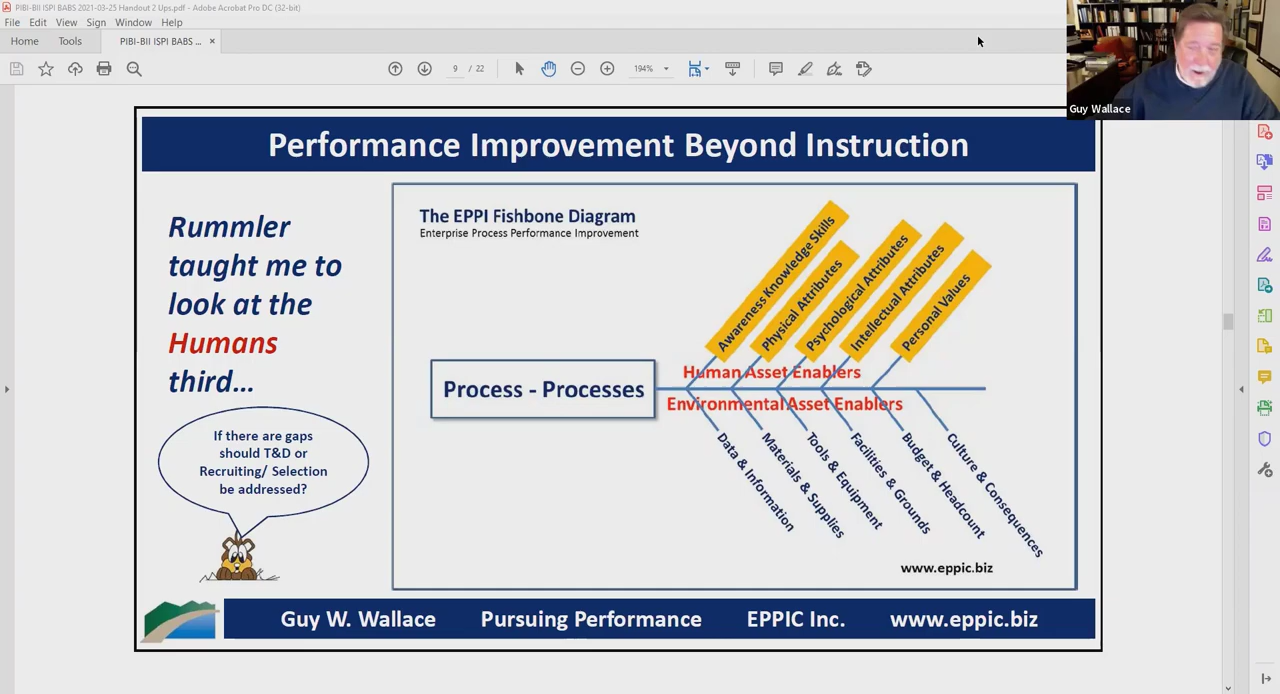 PIBI-BII ISPI BABS 2021-03-25 Handout 2 Ups.pdf - Adobe Acrobat Pro DC (32-bit)
File Edit View Sign Window Help
Home Tools PIBI-BII ISPI BABS ... ×
9 / 22 194%
Guy Wallace
Performance Improvement Beyond Instruction
Rummler
taught me to
look at the
Humans
third...
If there are gaps
should T&D or
Recruiting/ Selection
be addressed?
The EPPI Fishbone Diagram
Enterprise Process Performance Improvement
Awareness Knowledge Skills
Physical Attributes
Psychological Attributes
Intellectual Attributes
Personal Values
Human Asset Enablers
Process - Processes
Environmental Asset Enablers
Data & Information
Materials & Supplies
Tools & Equipment
Facilities & Grounds
Budget & Headcount
Culture & Consequences
www.eppic.biz
Guy W. Wallace Pursuing Performance EPPIC Inc. www.eppic.biz